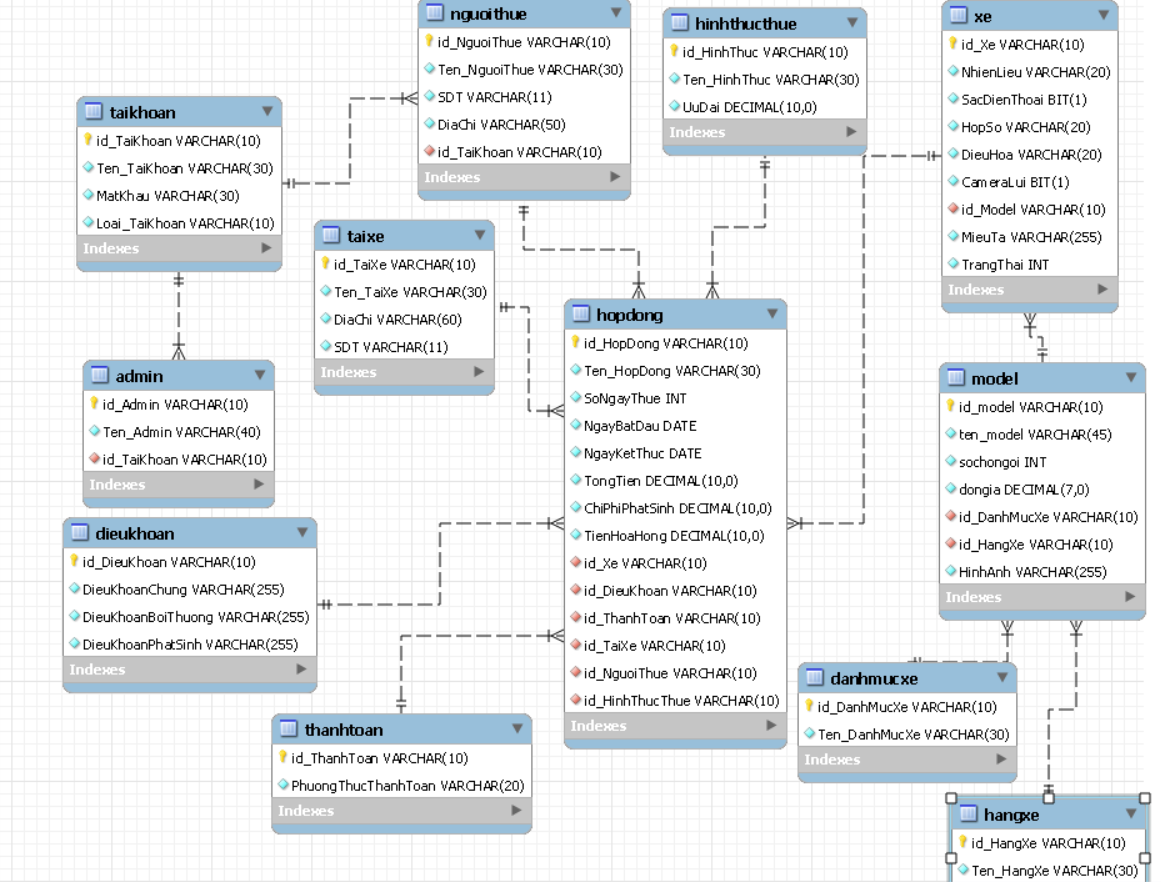 nguoithue
id_NguoiThue VARCHAR(10)
Ten_NguoiThue VARCHAR(30)
SDT VARCHAR(11)
DiaChi VARCHAR(50)
id_TaiKhoan VARCHAR(10)
Indexes
hinhthucthue
id_HinhThuc VARCHAR(10)
Ten_HinhThuc VARCHAR(30)
UuDai DECIMAL(10,0)
Indexes
xe
id_Xe VARCHAR(10)
NhienLieu VARCHAR(20)
SacDienThoai BIT(1)
HopSo VARCHAR(20)
DieuHoa VARCHAR(20)
CameraLui BIT(1)
id_Model VARCHAR(10)
MieuTa VARCHAR(255)
TrangThai INT
Indexes
taikhoan
id_TaiKhoan VARCHAR(10)
Ten_TaiKhoan VARCHAR(30)
MatKhau VARCHAR(30)
Loai_TaiKhoan VARCHAR(10)
Indexes
taixe
id_TaiXe VARCHAR(10)
Ten_TaiXe VARCHAR(30)
DiaChi VARCHAR(60)
SDT VARCHAR(11)
Indexes
hopdong
id_HopDong VARCHAR(10)
Ten_HopDong VARCHAR(30)
SoNgayThue INT
NgayBatDau DATE
NgayKetThuc DATE
TongTien DECIMAL(10,0)
ChiPhiPhatSinh DECIMAL(10,0)
TienHoaHong DECIMAL(10,0)
id_Xe VARCHAR(10)
id_DieuKhoan VARCHAR(10)
id_ThanhToan VARCHAR(10)
id_TaiXe VARCHAR(10)
id_NguoiThue VARCHAR(10)
id_HinhThucThue VARCHAR(10)
Indexes
admin
id_Admin VARCHAR(10)
Ten_Admin VARCHAR(40)
id_TaiKhoan VARCHAR(10)
Indexes
model
id_model VARCHAR(10)
ten_model VARCHAR(45)
sochongoi INT
dongia DECIMAL(7,0)
id_DanhMucXe VARCHAR(10)
id_HangXe VARCHAR(10)
HinhAnh VARCHAR(255)
Indexes
dieukhoan
id_DieuKhoan VARCHAR(10)
DieuKhoanChung VARCHAR(255)
DieuKhoanBoiThuong VARCHAR(255)
DieuKhoanPhatSinh VARCHAR(255)
Indexes
danhmucxe
id_DanhMucXe VARCHAR(10)
Ten_DanhMucXe VARCHAR(30)
Indexes
thanhtoan
id_ThanhToan VARCHAR(10)
PhuongThucThanhToan VARCHAR(20)
Indexes
hangxe
id_HangXe VARCHAR(10)
Ten_HangXe VARCHAR(30)